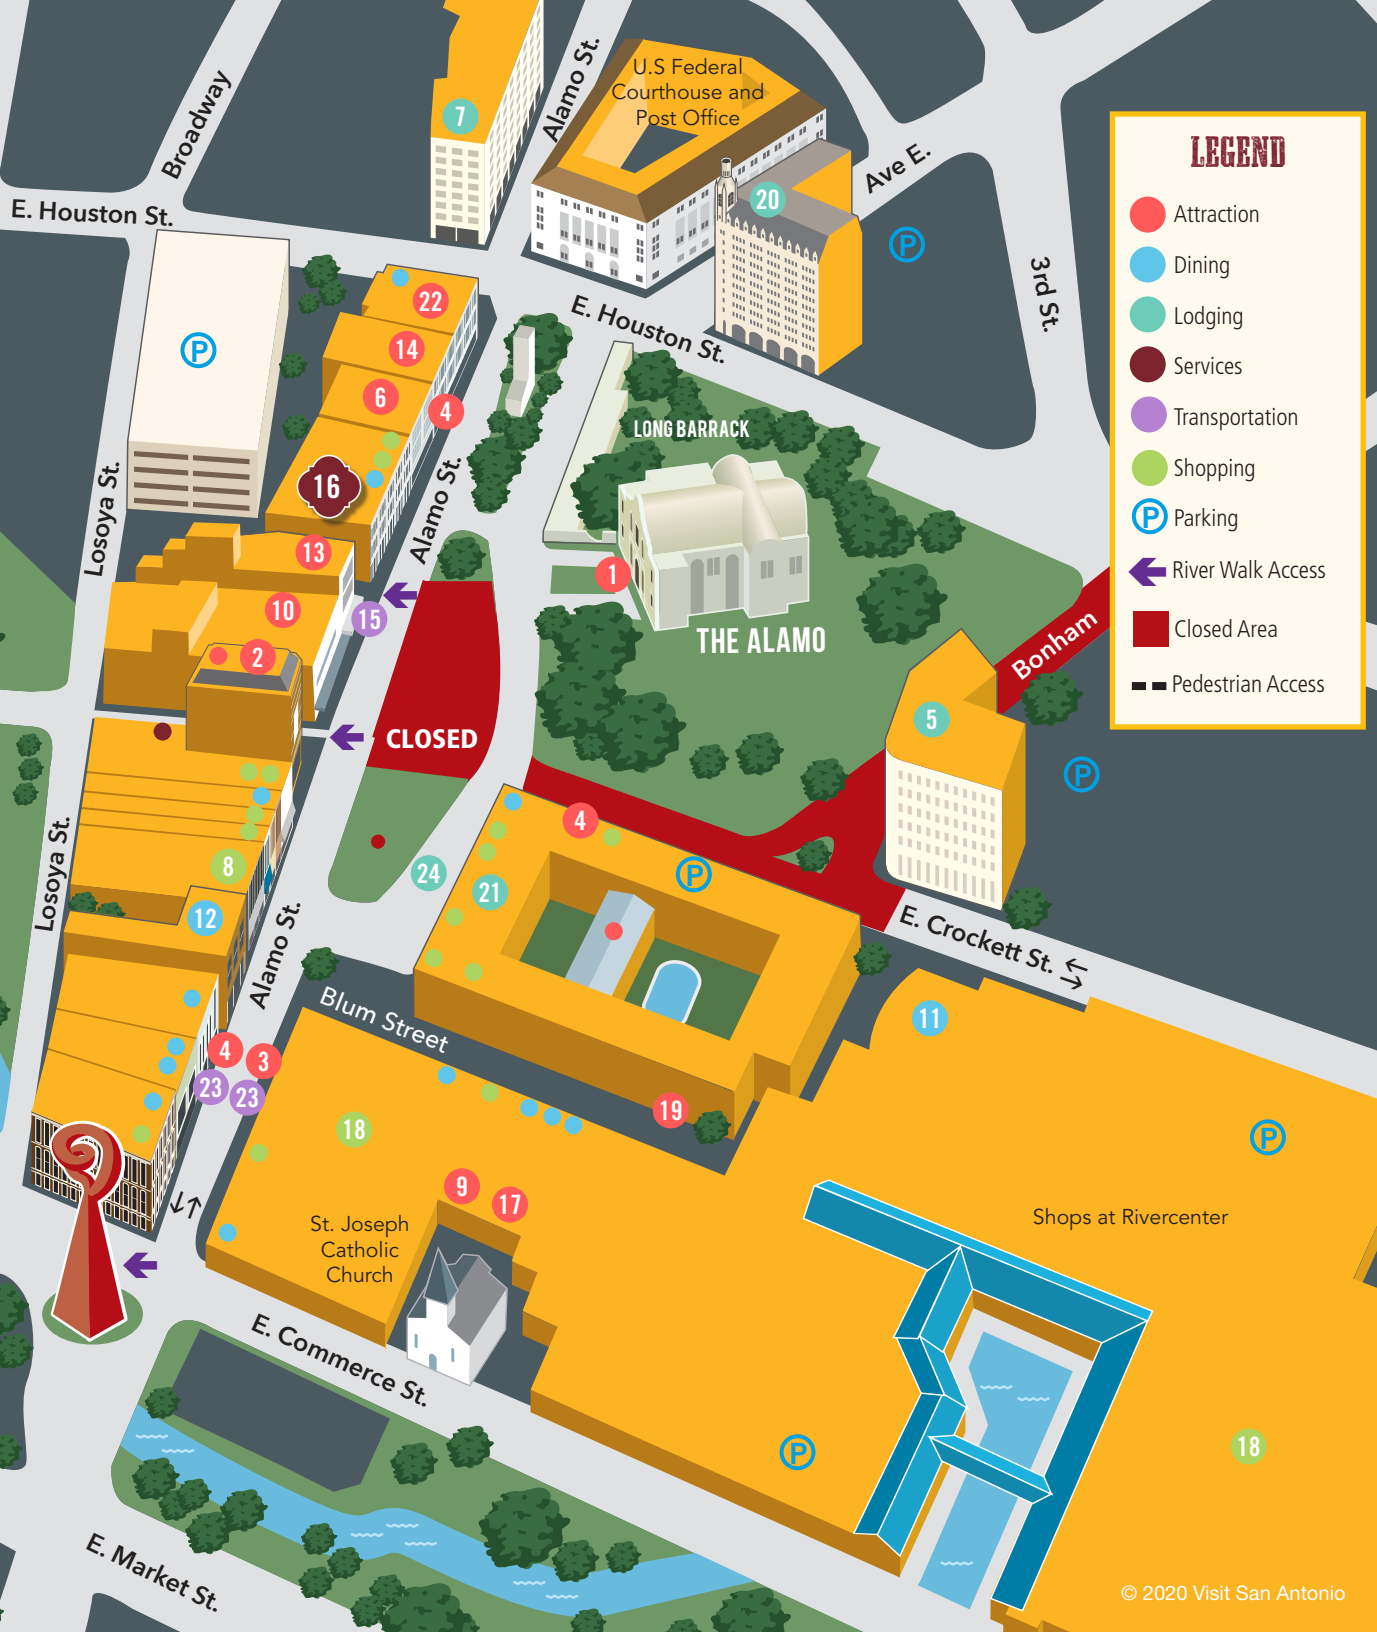 U.S Federal
Courthouse and
Post Office
Alamo St.
Broadway
7
Ave E.
20
P
E. Houston St.
3rd St.
E. Houston St.
22
14
P
6
4
LONG BARRACK
16
Alamo St.
Losoya St.
13
1
15
10
THE ALAMO
2
Bonham
5
CLOSED
P
4
Losoya St.
8
24
P
21
12
E. Crockett St.
Alamo St.
Blum Street
11
4
3
23
23
19
18
P
9
17
St. Joseph
Catholic
Church
Shops at Rivercenter
E. Commerce St.
P
18
E. Market St.
© 2020 Visit San Antonio
LEGEND
Attraction
Dining
Lodging
Services
Transportation
Shopping
P Parking
River Walk Access
Closed Area
Pedestrian Access